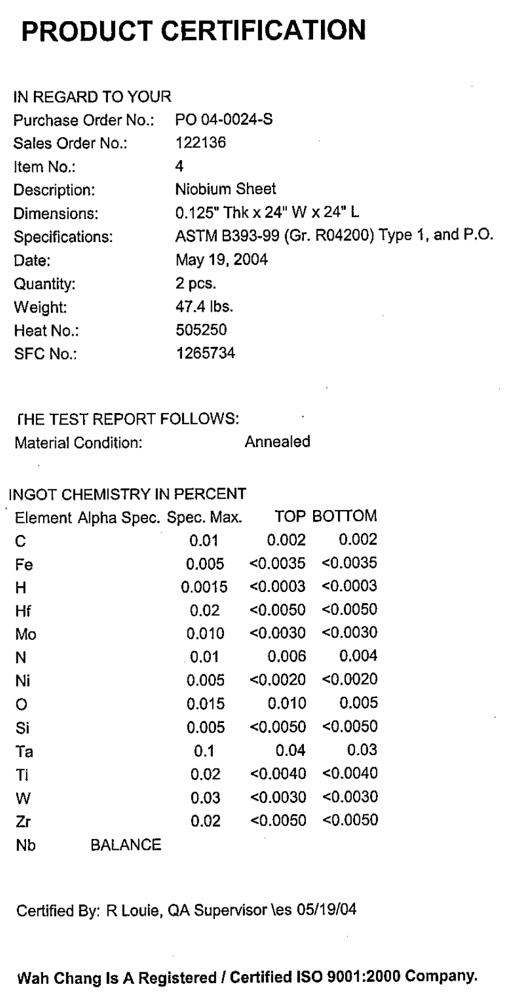 PRODUCT CERTIFICATION
IN REGARD TO YOUR
Purchase Order No.: PO 04-0024-S
Sales Order No.: 122136
Item No.: 4
Description: Niobium Sheet
Dimensions: 0.125" Thk x 24" W x 24" L
Specifications: ASTM B393-99 (Gr. R04200) Type 1, and P.O.
Date: May 19, 2004
Quantity: 2 pcs.
Weight: 47.4 lbs.
Heat No.: 505250
SFC No.: 1265734
THE TEST REPORT FOLLOWS:
Material Condition: Annealed
INGOT CHEMISTRY IN PERCENT
Element Alpha Spec. Spec. Max. TOP BOTTOM
C 0.01 0.002 0.002
Fe 0.005 <0.0035 <0.0035
H 0.0015 <0.0003 <0.0003
Hf 0.02 <0.0050 <0.0050
Mo 0.010 <0.0030 <0.0030
N 0.01 0.006 0.004
Ni 0.005 <0.0020 <0.0020
O 0.015 0.010 0.005
Si 0.005 <0.0050 <0.0050
Ta 0.1 0.04 0.03
Ti 0.02 <0.0040 <0.0040
W 0.03 <0.0030 <0.0030
Zr 0.02 <0.0050 <0.0050
Nb BALANCE
Certified By: R Louie, QA Supervisor \es 05/19/04
Wah Chang Is A Registered / Certified ISO 9001:2000 Company.